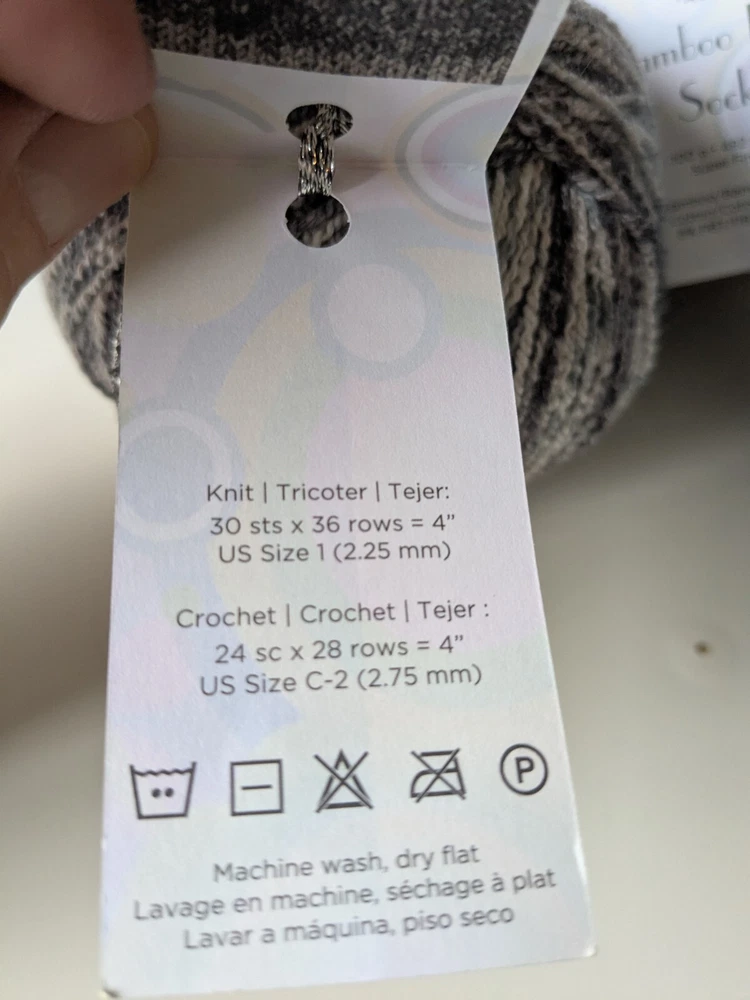 Knit | Tricoter | Tejer:
30 sts x 36 rows = 4”
US Size 1 (2.25 mm)
Crochet | Crochet | Tejer :
24 sc x 28 rows = 4”
US Size C-2 (2.75 mm)
P
Machine wash, dry flat
Lavage en machine, séchage à plat
Lavar a máquina, piso seco